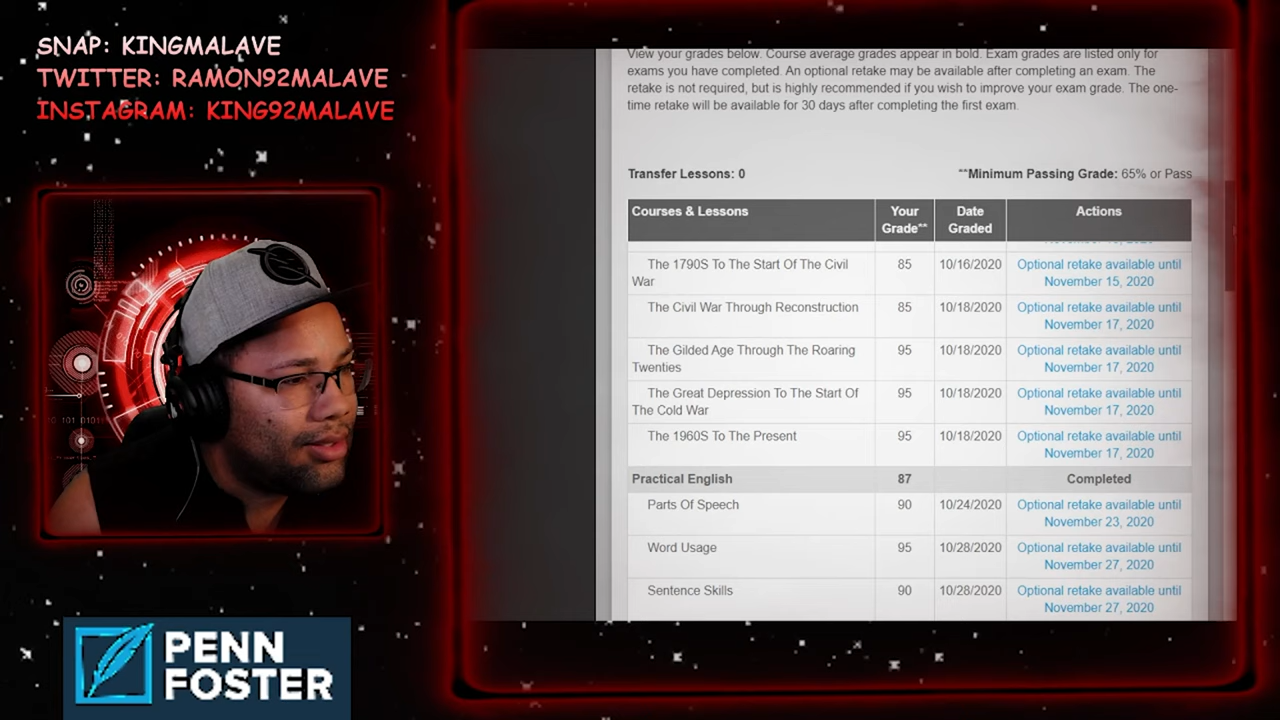 SNAP: KINGMALAVE
TWITTER: RAMON92MALAVE
INSTAGRAM: KING92MALAVE
View your grades below. Course average grades appear in bold. Exam grades are listed only for
exams you have completed. An optional retake may be available after completing an exam. The
retake is not required, but is highly recommended if you wish to improve your exam grade. The one-
time retake will be available for 30 days after completing the first exam.
Transfer Lessons: 0 **Minimum Passing Grade: 65% or Pass
Courses & Lessons Your Grade** Date Graded Actions
The 1790S To The Start Of The Civil 85 10/16/2020 Optional retake available until
War November 15, 2020
The Civil War Through Reconstruction 85 10/18/2020 Optional retake available until
November 17, 2020
The Gilded Age Through The Roaring 95 10/18/2020 Optional retake available until
Twenties November 17, 2020
The Great Depression To The Start Of 95 10/18/2020 Optional retake available until
The Cold War November 17, 2020
The 1960S To The Present 95 10/18/2020 Optional retake available until
November 17, 2020
Practical English 87 Completed
Parts Of Speech 90 10/24/2020 Optional retake available until
November 23, 2020
Word Usage 95 10/28/2020 Optional retake available until
November 27, 2020
Sentence Skills 90 10/28/2020 Optional retake available until
November 27, 2020
PENN
FOSTER